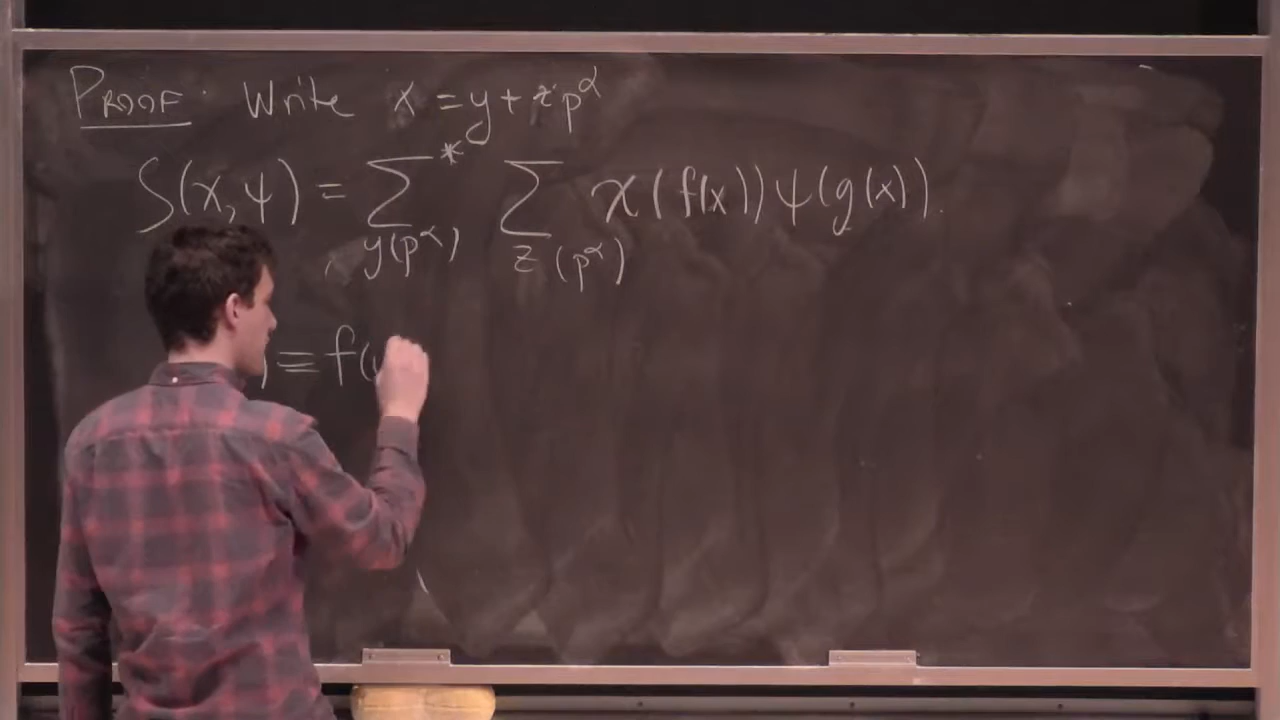 PROOF. Write x = y + z p^α
S(χ, ψ) = ∑* ∑ χ(f(x)) ψ(g(x)).
y(p^α) z(p^α)
) ≡ f(